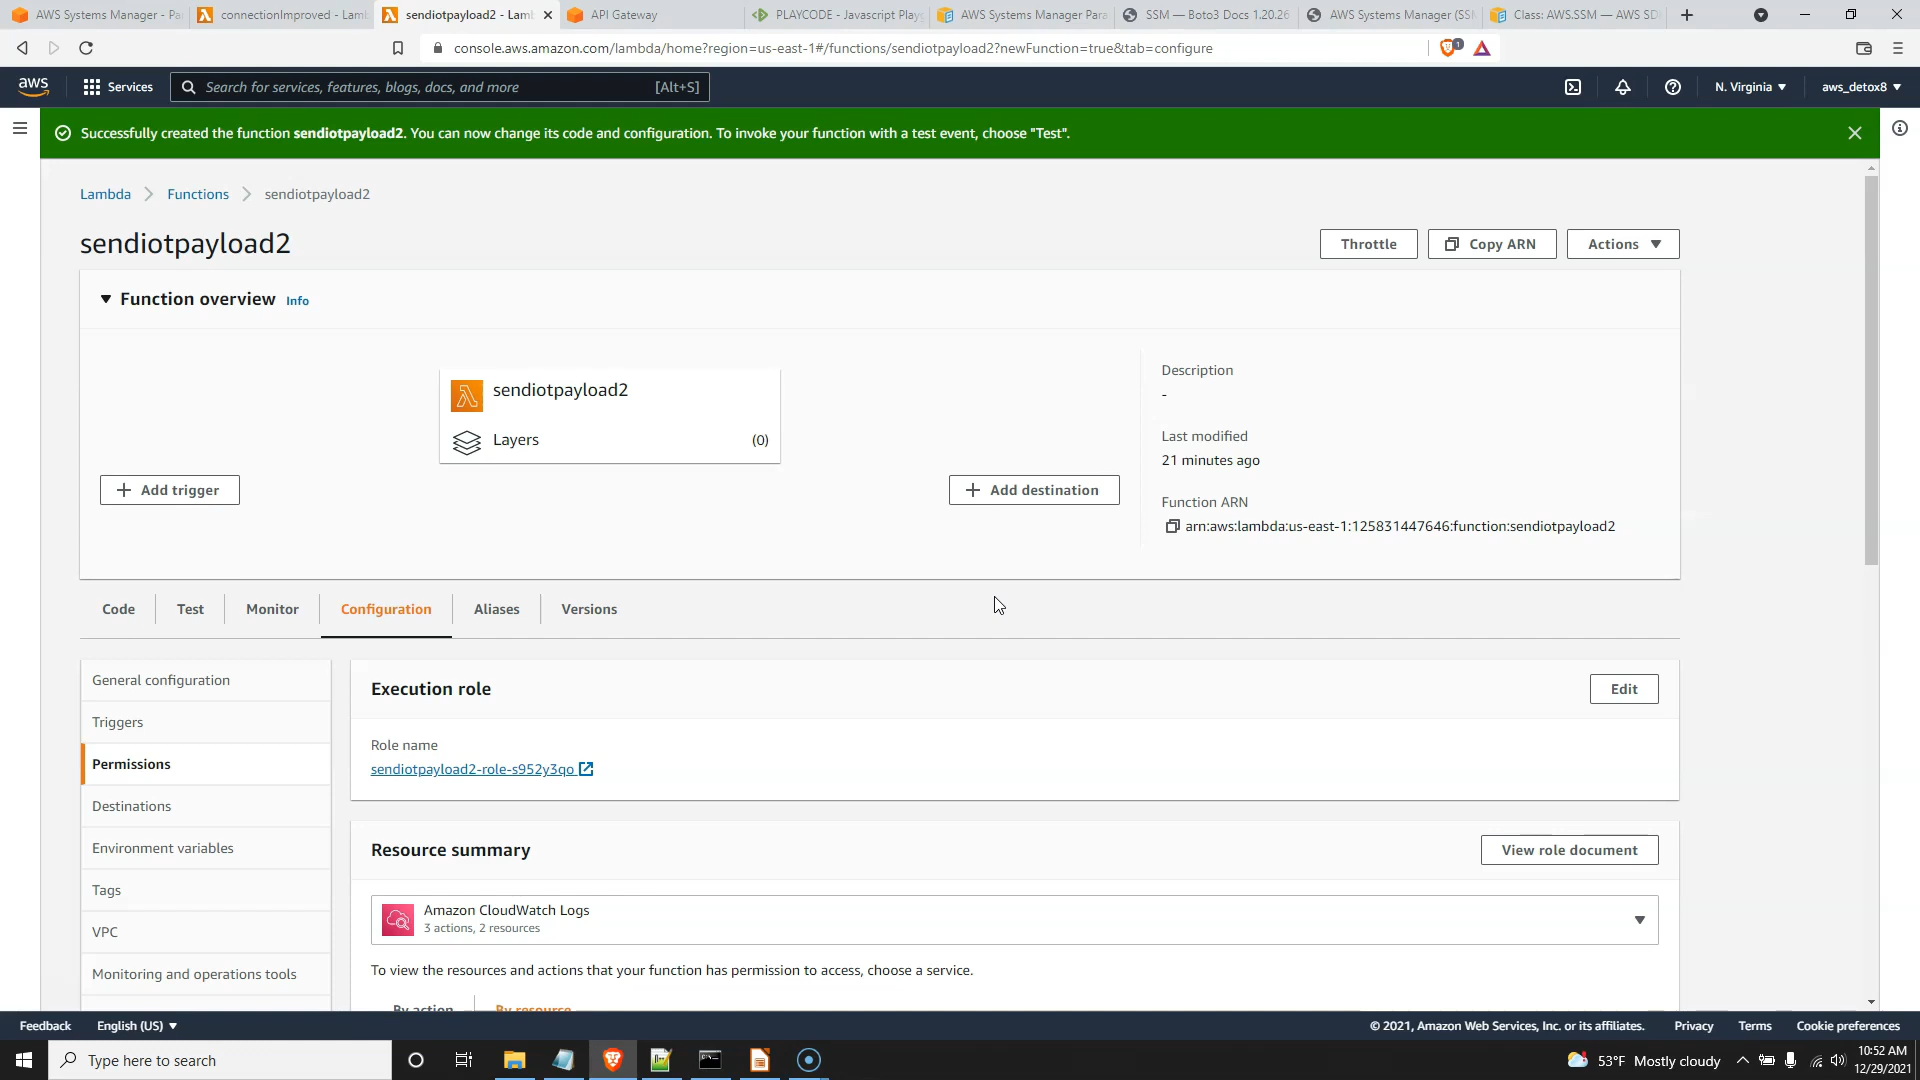 AWS Systems Manager - Pa
connectionImproved - Lam
sendiotpayload2 - Lam
API Gateway
PLAYCODE - Javascript Play
AWS Systems Manager Para
SSM — Boto3 Docs 1.20.26
AWS Systems Manager (SSM
Class: AWS.SSM — AWS SD
console.aws.amazon.com/lambda/home?region=us-east-1#/functions/sendiotpayload2?newFunction=true&tab=configure
1
aws
Services
Search for services, features, blogs, docs, and more
[Alt+S]
N. Virginia ▼
aws_detox8 ▼
Successfully created the function sendiotpayload2. You can now change its code and configuration. To invoke your function with a test event, choose "Test".
Lambda
Functions
sendiotpayload2
sendiotpayload2
Throttle
Copy ARN
Actions ▼
▼ Function overview Info
sendiotpayload2
Layers
(0)
+ Add trigger
+ Add destination
Description
-
Last modified
21 minutes ago
Function ARN
arn:aws:lambda:us-east-1:125831447646:function:sendiotpayload2
Code
Test
Monitor
Configuration
Aliases
Versions
General configuration
Triggers
Permissions
Destinations
Environment variables
Tags
VPC
Monitoring and operations tools
Execution role
Edit
Role name
sendiotpayload2-role-s952y3qo
Resource summary
View role document
Amazon CloudWatch Logs
3 actions, 2 resources
To view the resources and actions that your function has permission to access, choose a service.
By action
By resource
Feedback
English (US) ▼
© 2021, Amazon Web Services, Inc. or its affiliates.
Privacy
Terms
Cookie preferences
Type here to search
53°F Mostly cloudy
10:52 AM
12/29/2021